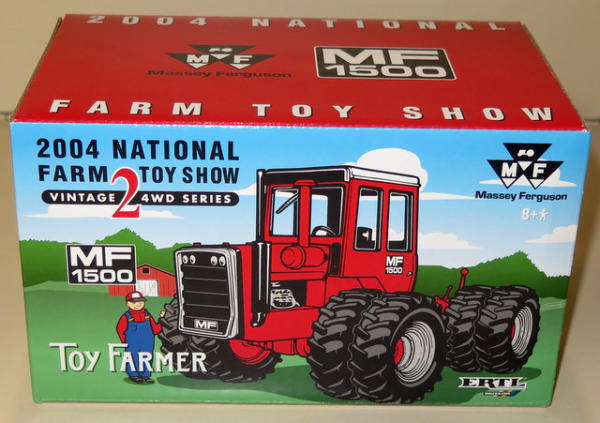 2004 NATIONAL
MF
Massey Ferguson
MF
1500
FARM TOY SHOW
2004 NATIONAL
FARM TOY SHOW
VINTAGE 2 4WD SERIES
MF
Massey Ferguson
8+
MF
1500
MF
1500
MF
TOY FARMER
ERTL